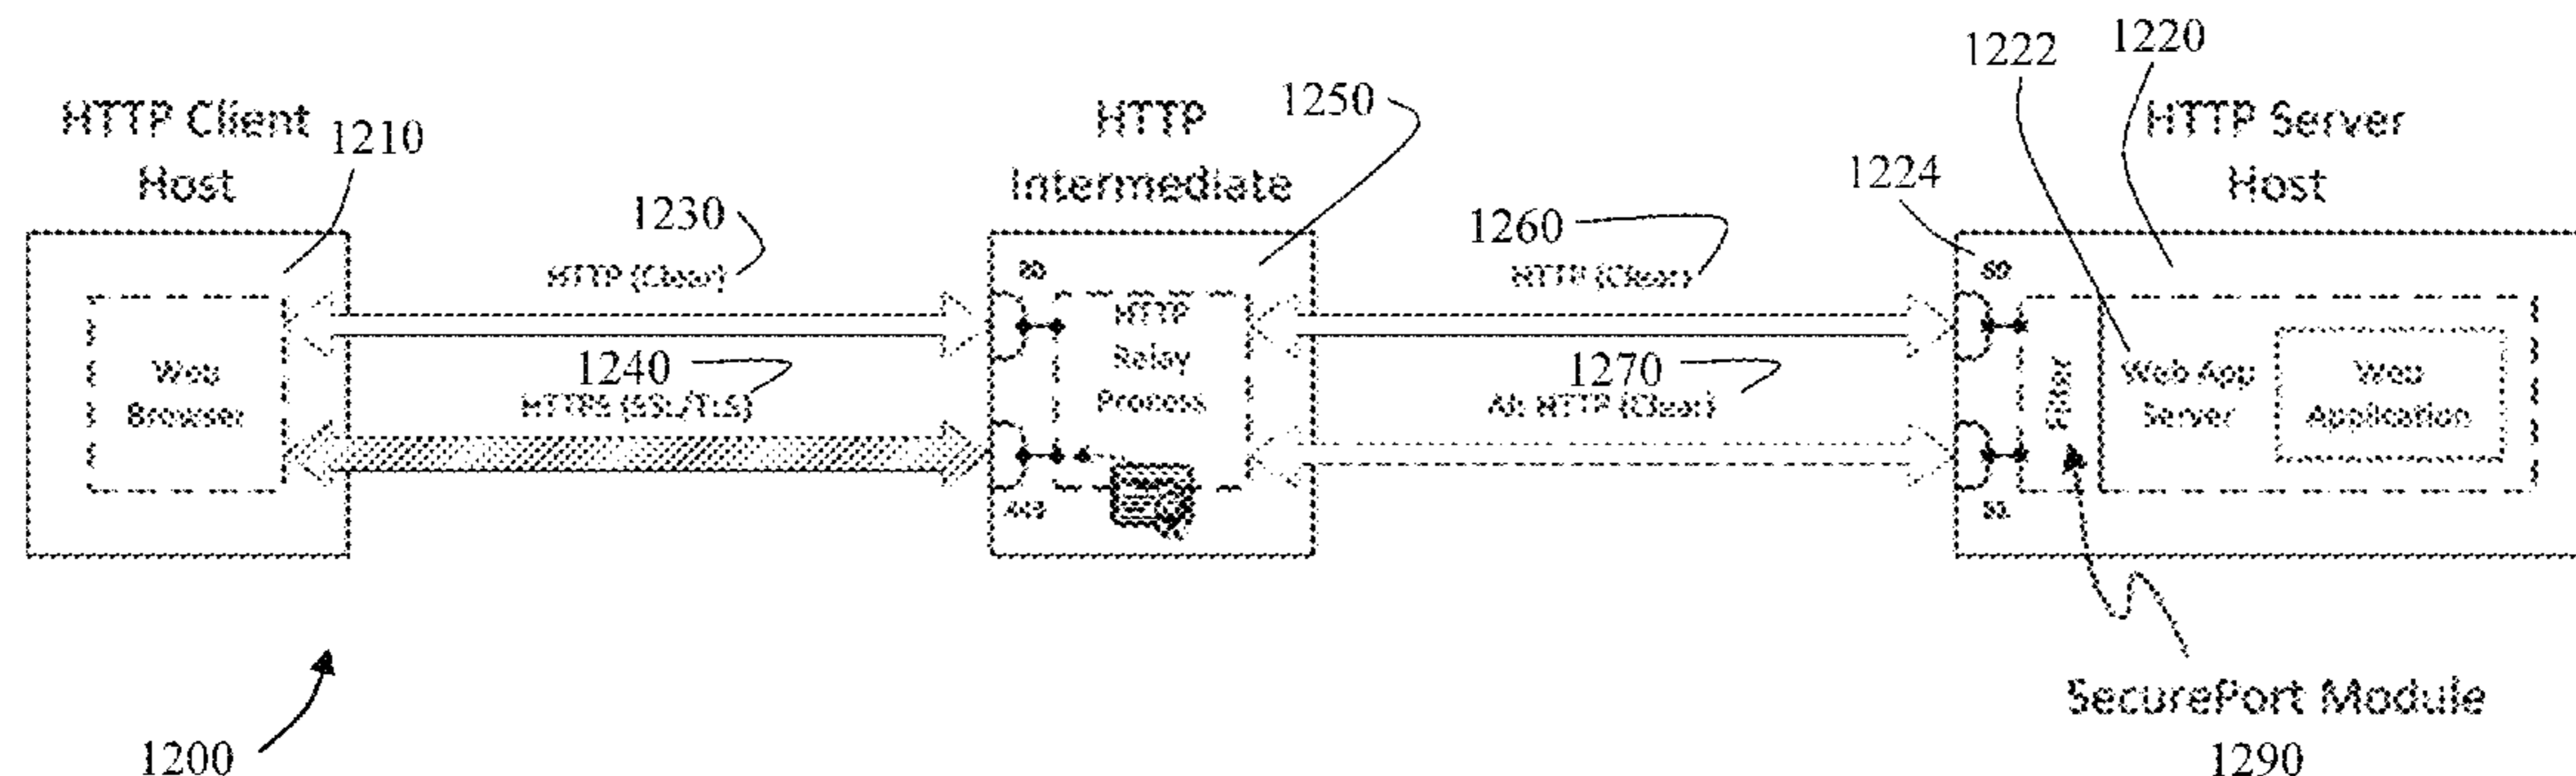 1222
1220
HTTP Client
Host
1210
HTTP
Intermediate
1250
HTTP Server
Host
1224
1230
HTTP (Clear)
1260
HTTP (Clear)
80
Web
Browser
HTTP
Relay
Process
1240
HTTPS (SSL/TLS)
1270
Alt HTTP (Clear)
443
Filter
Web App
Server
Web
Application
SecurePort Module
1290
1200